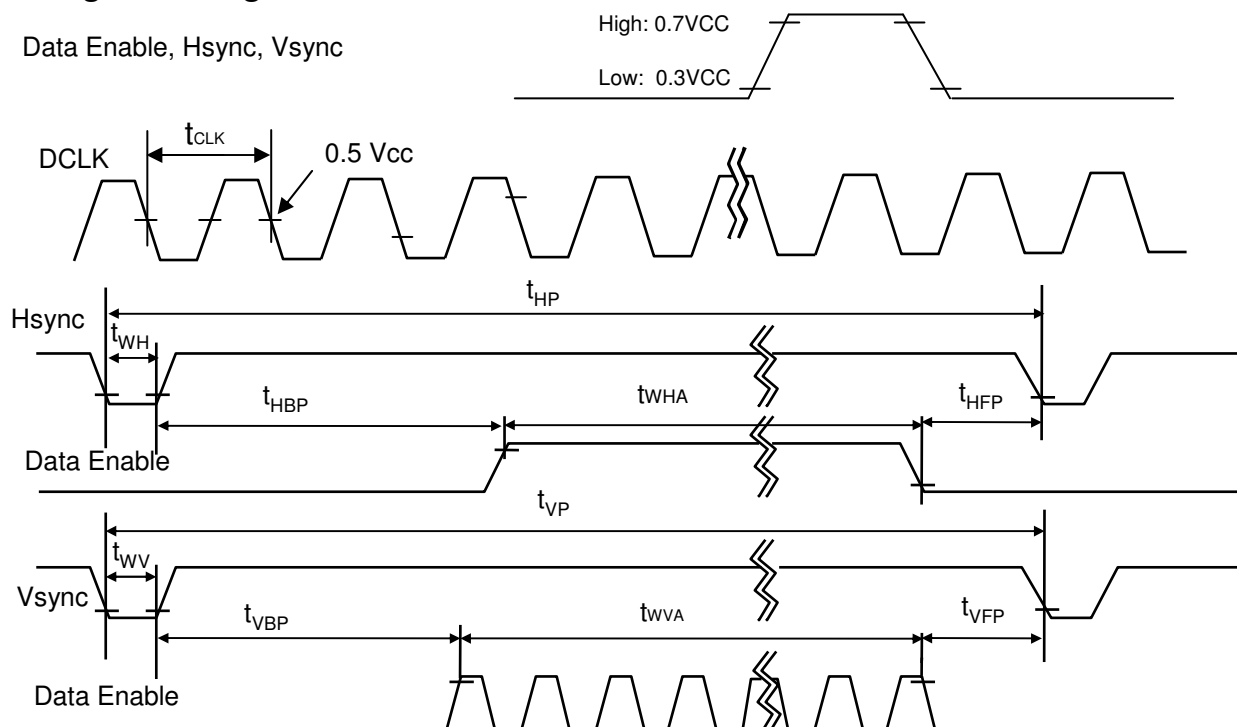 Data Enable, Hsync, Vsync
High: 0.7VCC
Low: 0.3VCC
tCLK
DCLK
0.5 Vcc
tHP
Hsync
tWH
tHBP
tWHA
tHFP
Data Enable
tVP
tWV
Vsync
tVBP
tWVA
tVFP
Data Enable